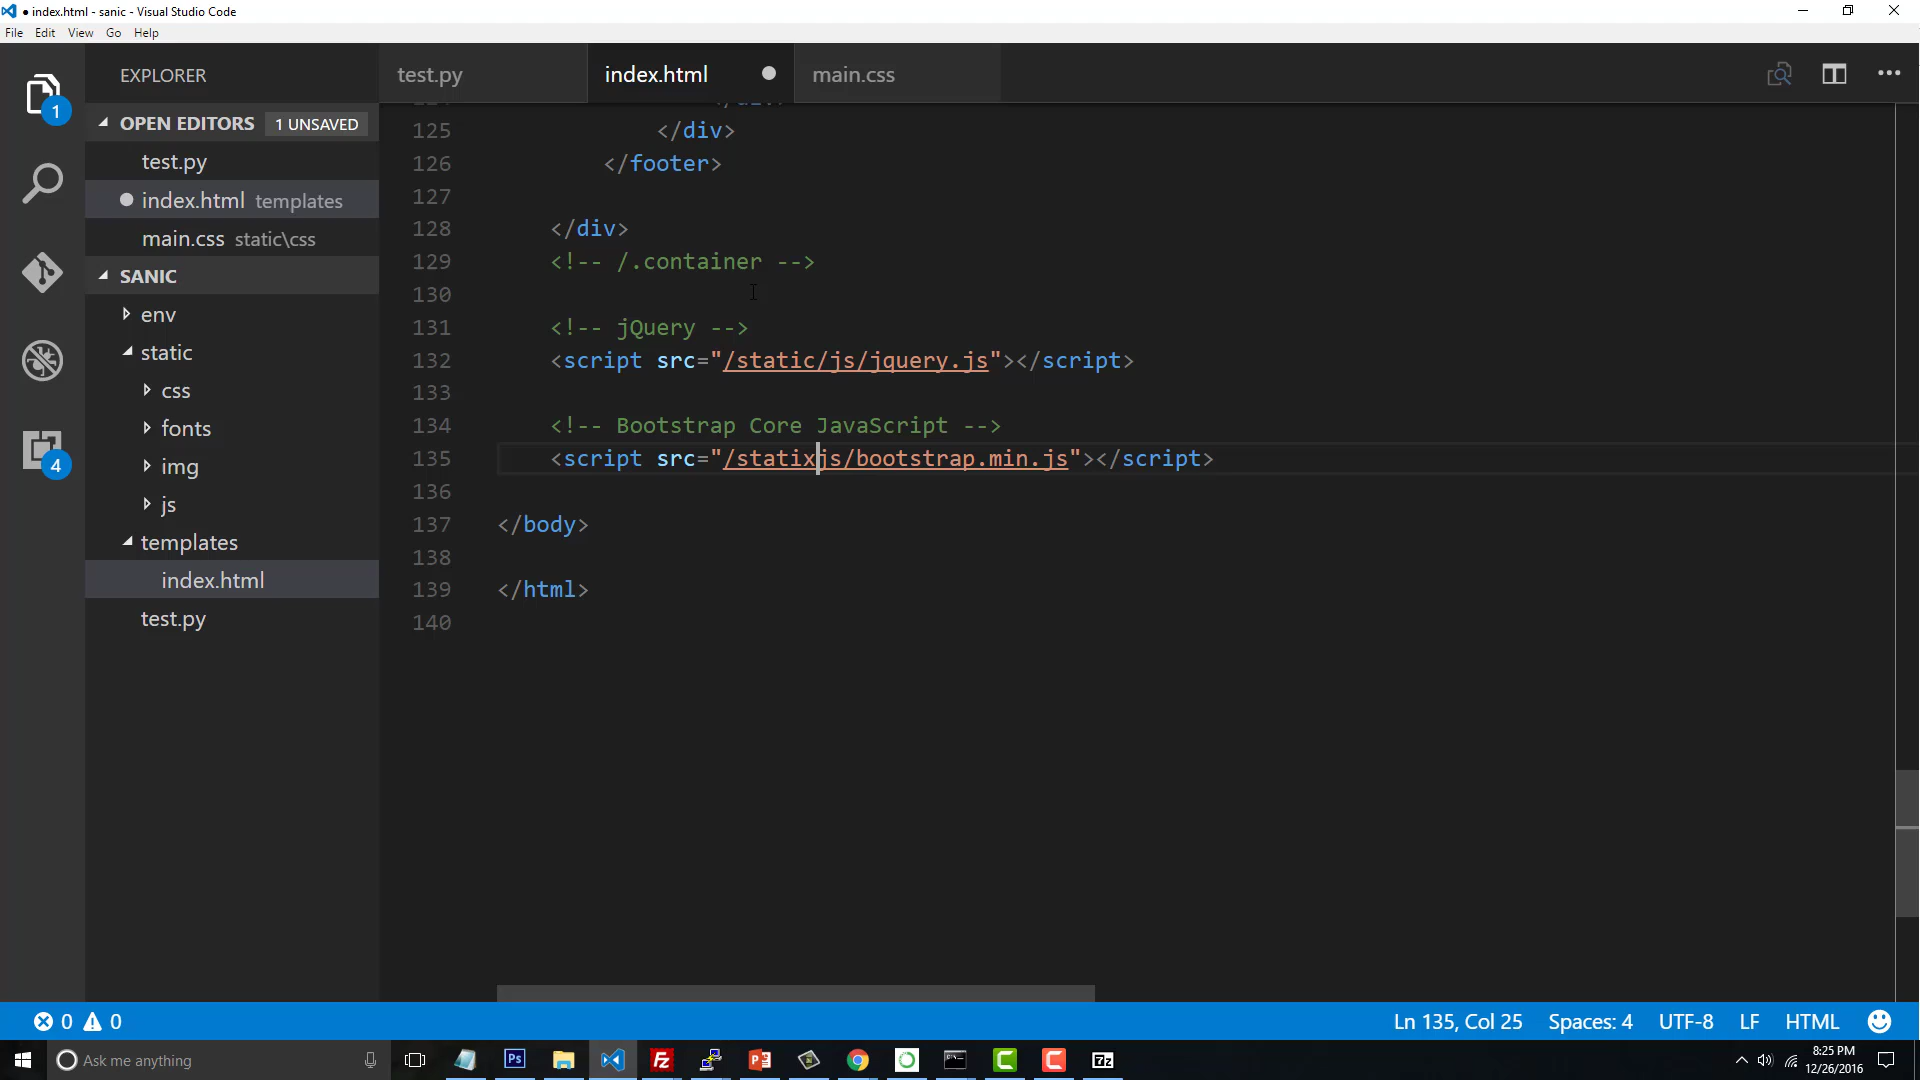 ● index.html - sanic - Visual Studio Code
File Edit View Go Help
EXPLORER
1
OPEN EDITORS 1 UNSAVED
test.py
index.html templates
main.css static\css
SANIC
env
static
css
fonts
img
js
templates
index.html
test.py
4
test.py index.html main.css
125 </div>
126 </footer>
127
128 </div>
129 <!-- /.container -->
130
131 <!-- jQuery -->
132 <script src="/static/js/jquery.js"></script>
133
134 <!-- Bootstrap Core JavaScript -->
135 <script src="/statixjs/bootstrap.min.js"></script>
136
137 </body>
138
139 </html>
140
0 0 Ln 135, Col 25 Spaces: 4 UTF-8 LF HTML
Ask me anything
Ps
Fz
7z
8:25 PM
12/26/2016